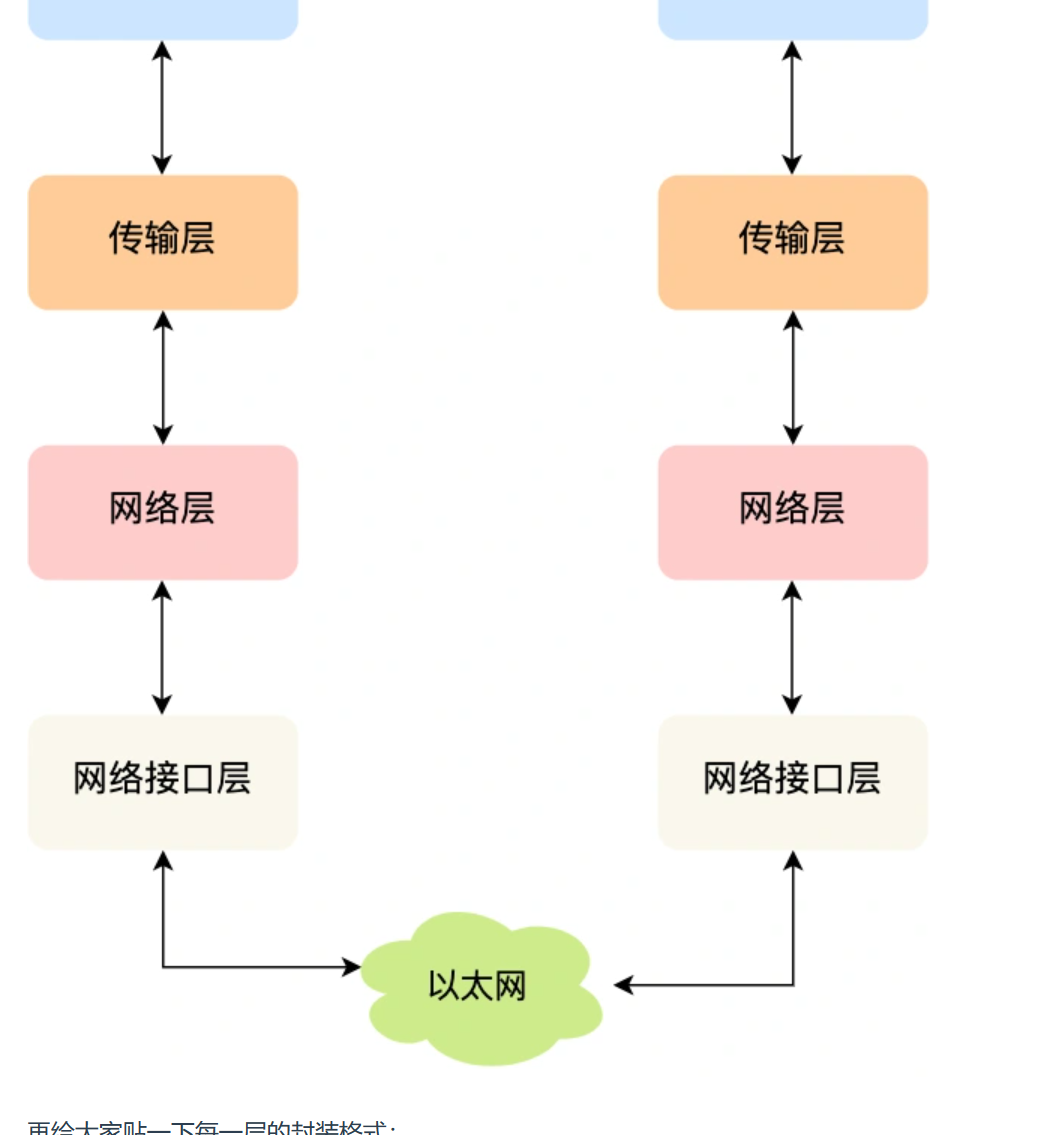 传输层 传输层
网络层 网络层
网络接口层 网络接口层
以太网
再给大家贴一下每一层的封装格式：